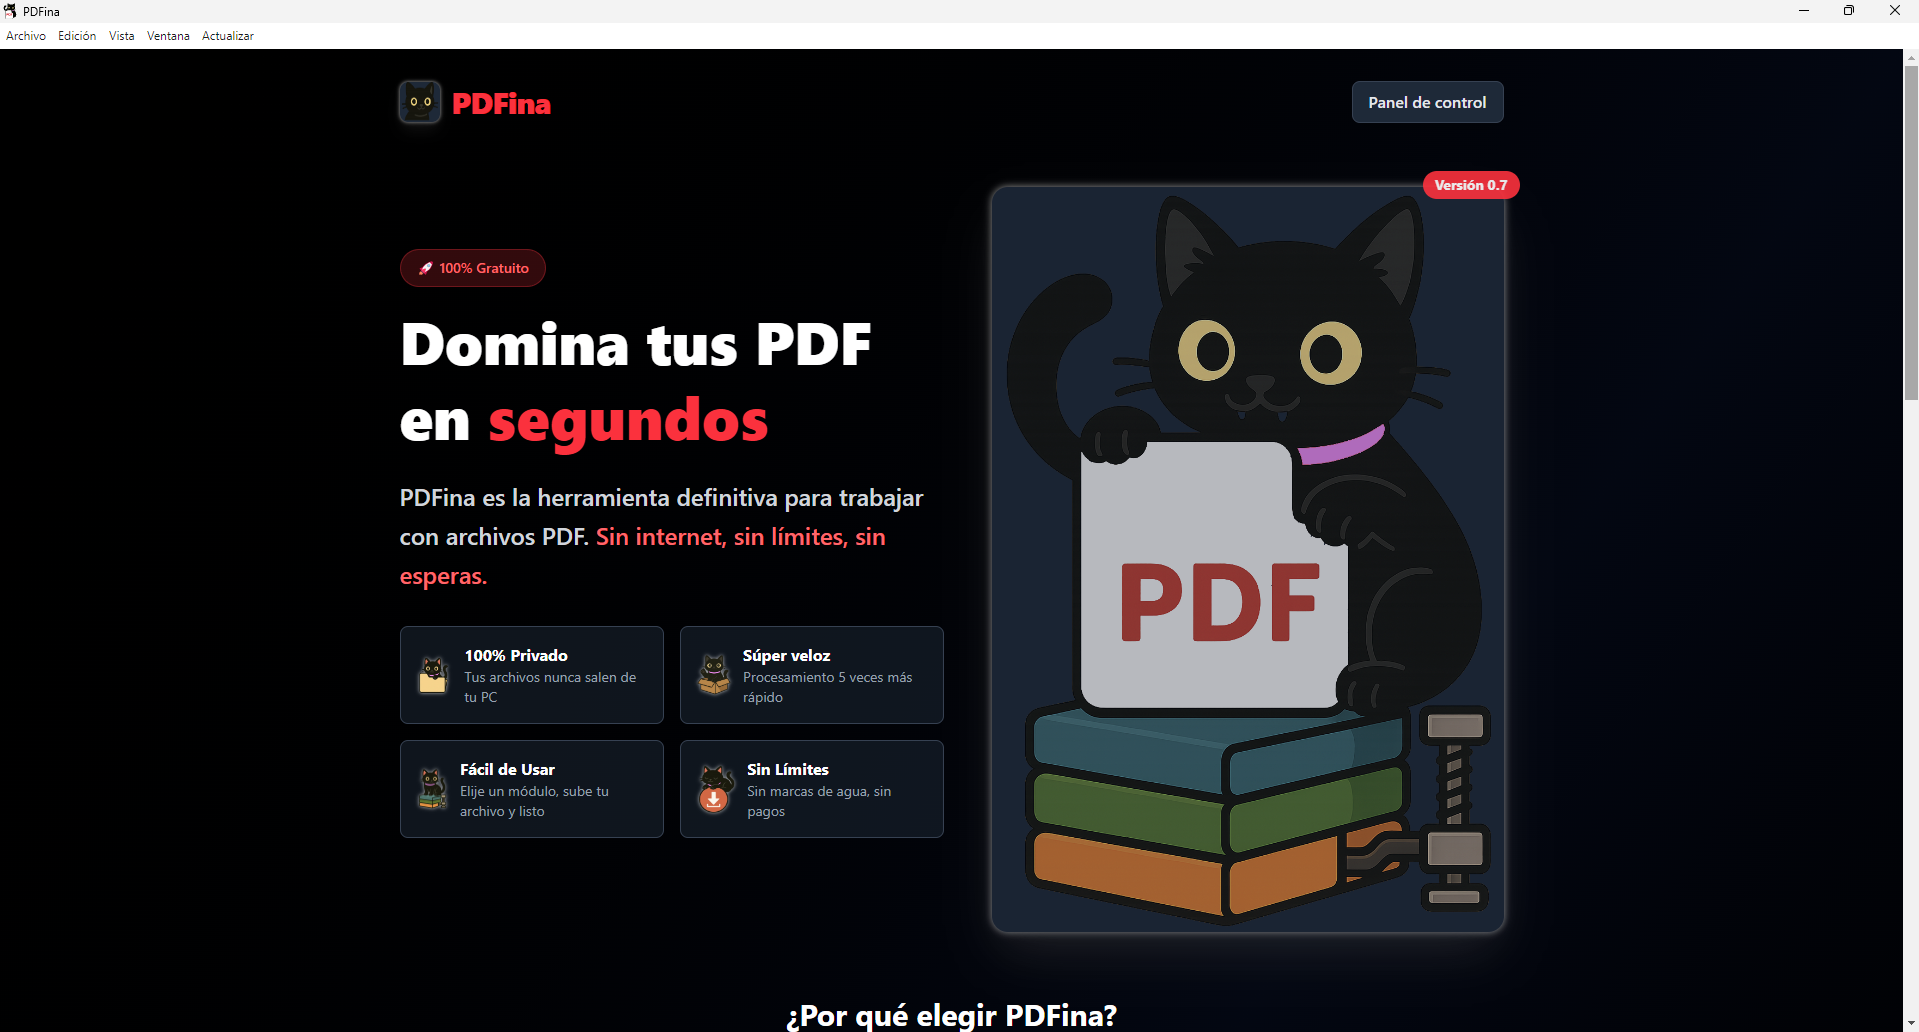 PDFina
Archivo Edición Vista Ventana Actualizar
PDFina
Panel de control
Versión 0.7
🚀 100% Gratuito
Domina tus PDF
en segundos
PDFina es la herramienta definitiva para trabajar
con archivos PDF. Sin internet, sin límites, sin
esperas.
100% Privado
Tus archivos nunca salen de
tu PC
Súper veloz
Procesamiento 5 veces más
rápido
Fácil de Usar
Elije un módulo, sube tu
archivo y listo
Sin Límites
Sin marcas de agua, sin
pagos
PDF
¿Por qué elegir PDFina?